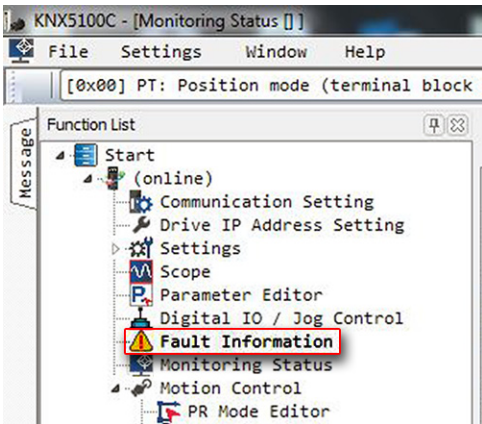 KNX5100C - [Monitoring Status [] ]
File Settings Window Help
[0x00] PT: Position mode (terminal block
Message
Function List
Start
(online)
Communication Setting
Drive IP Address Setting
Settings
Scope
Parameter Editor
Digital IO / Jog Control
Fault Information
Monitoring Status
Motion Control
PR Mode Editor